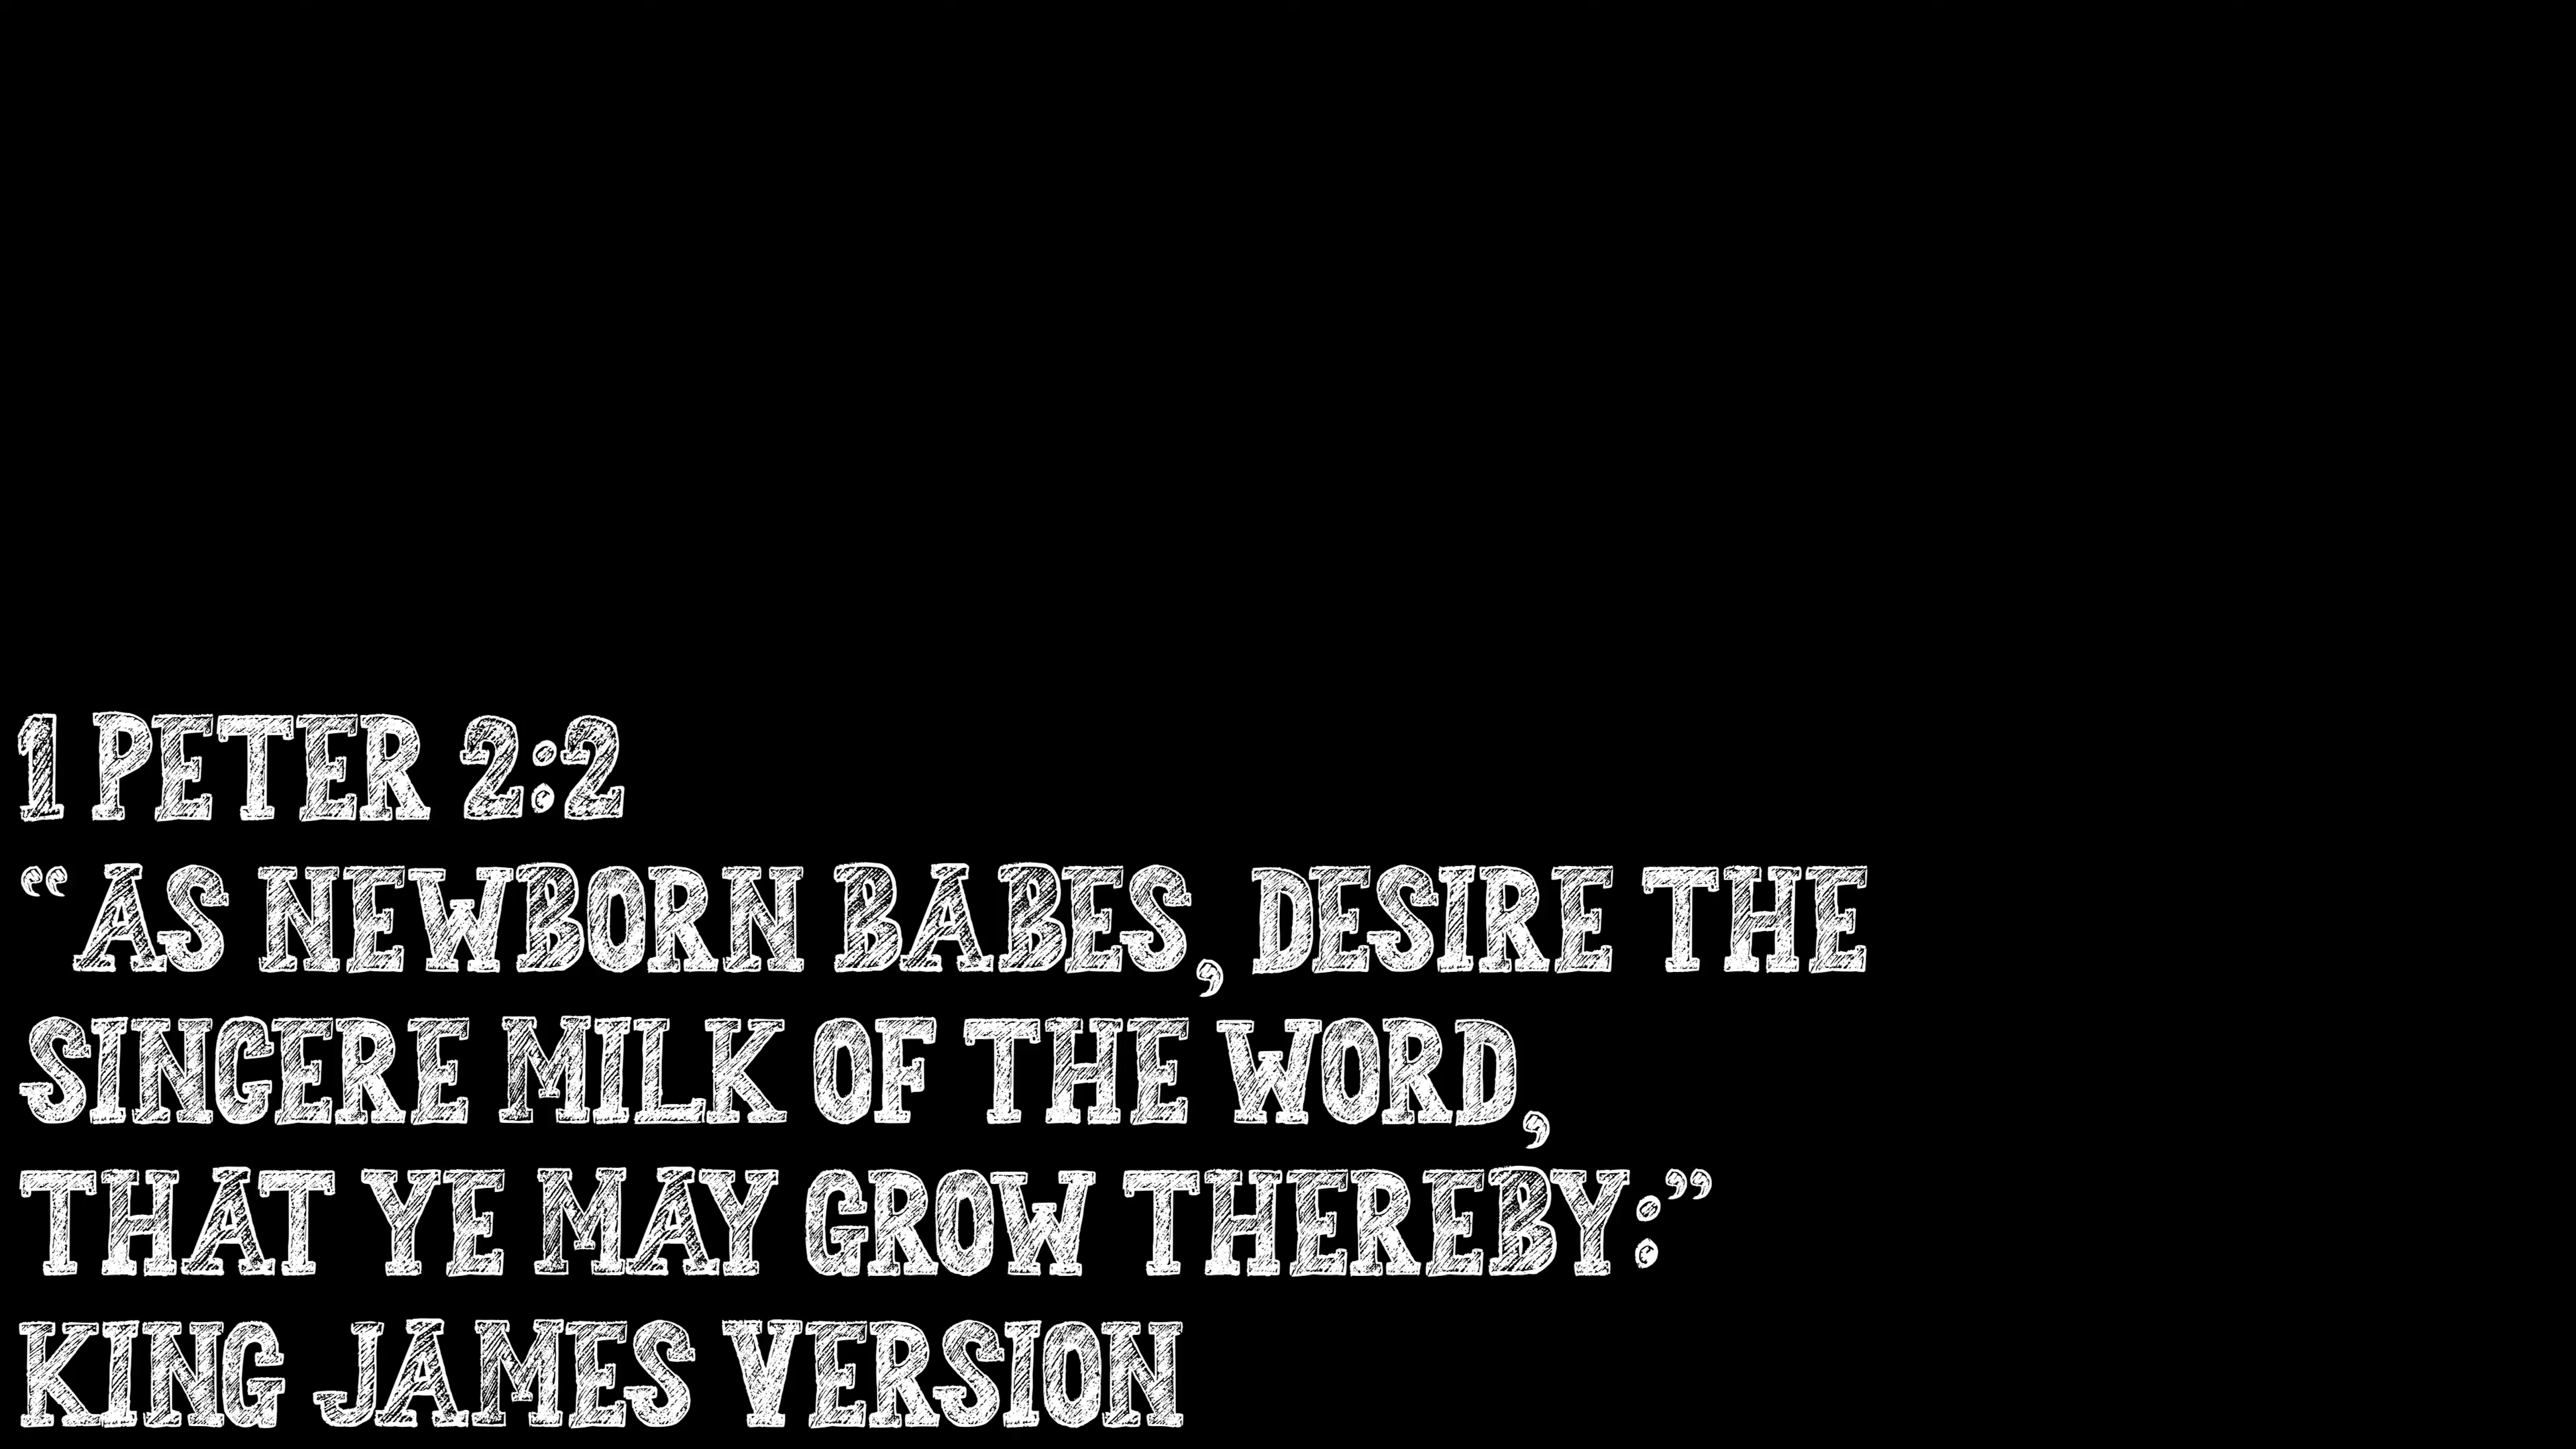 1 PETER 2:2
“AS NEWBORN BABES, DESIRE THE
SINCERE MILK OF THE WORD,
THAT YE MAY GROW THEREBY:”
KING JAMES VERSION